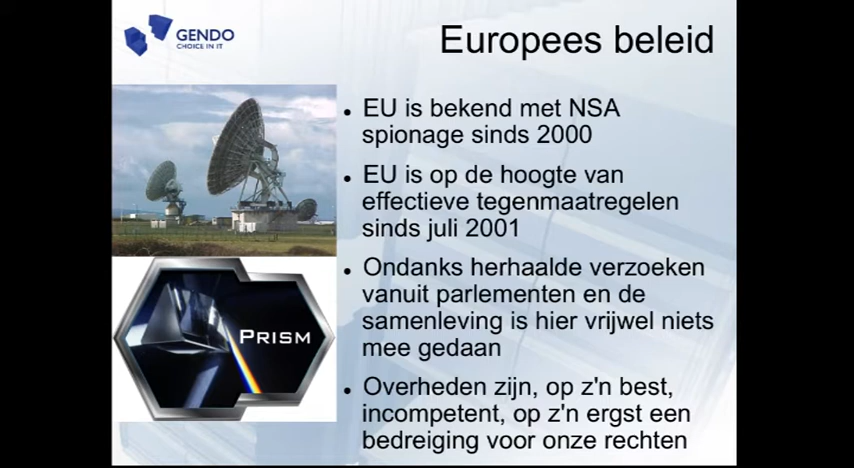 GENDO
CHOICE IN IT
Europees beleid
EU is bekend met NSA
spionage sinds 2000
EU is op de hoogte van
effectieve tegenmaatregelen
sinds juli 2001
Ondanks herhaalde verzoeken
vanuit parlementen en de
samenleving is hier vrijwel niets
mee gedaan
Overheden zijn, op z'n best,
incompetent, op z'n ergst een
bedreiging voor onze rechten
PRISM